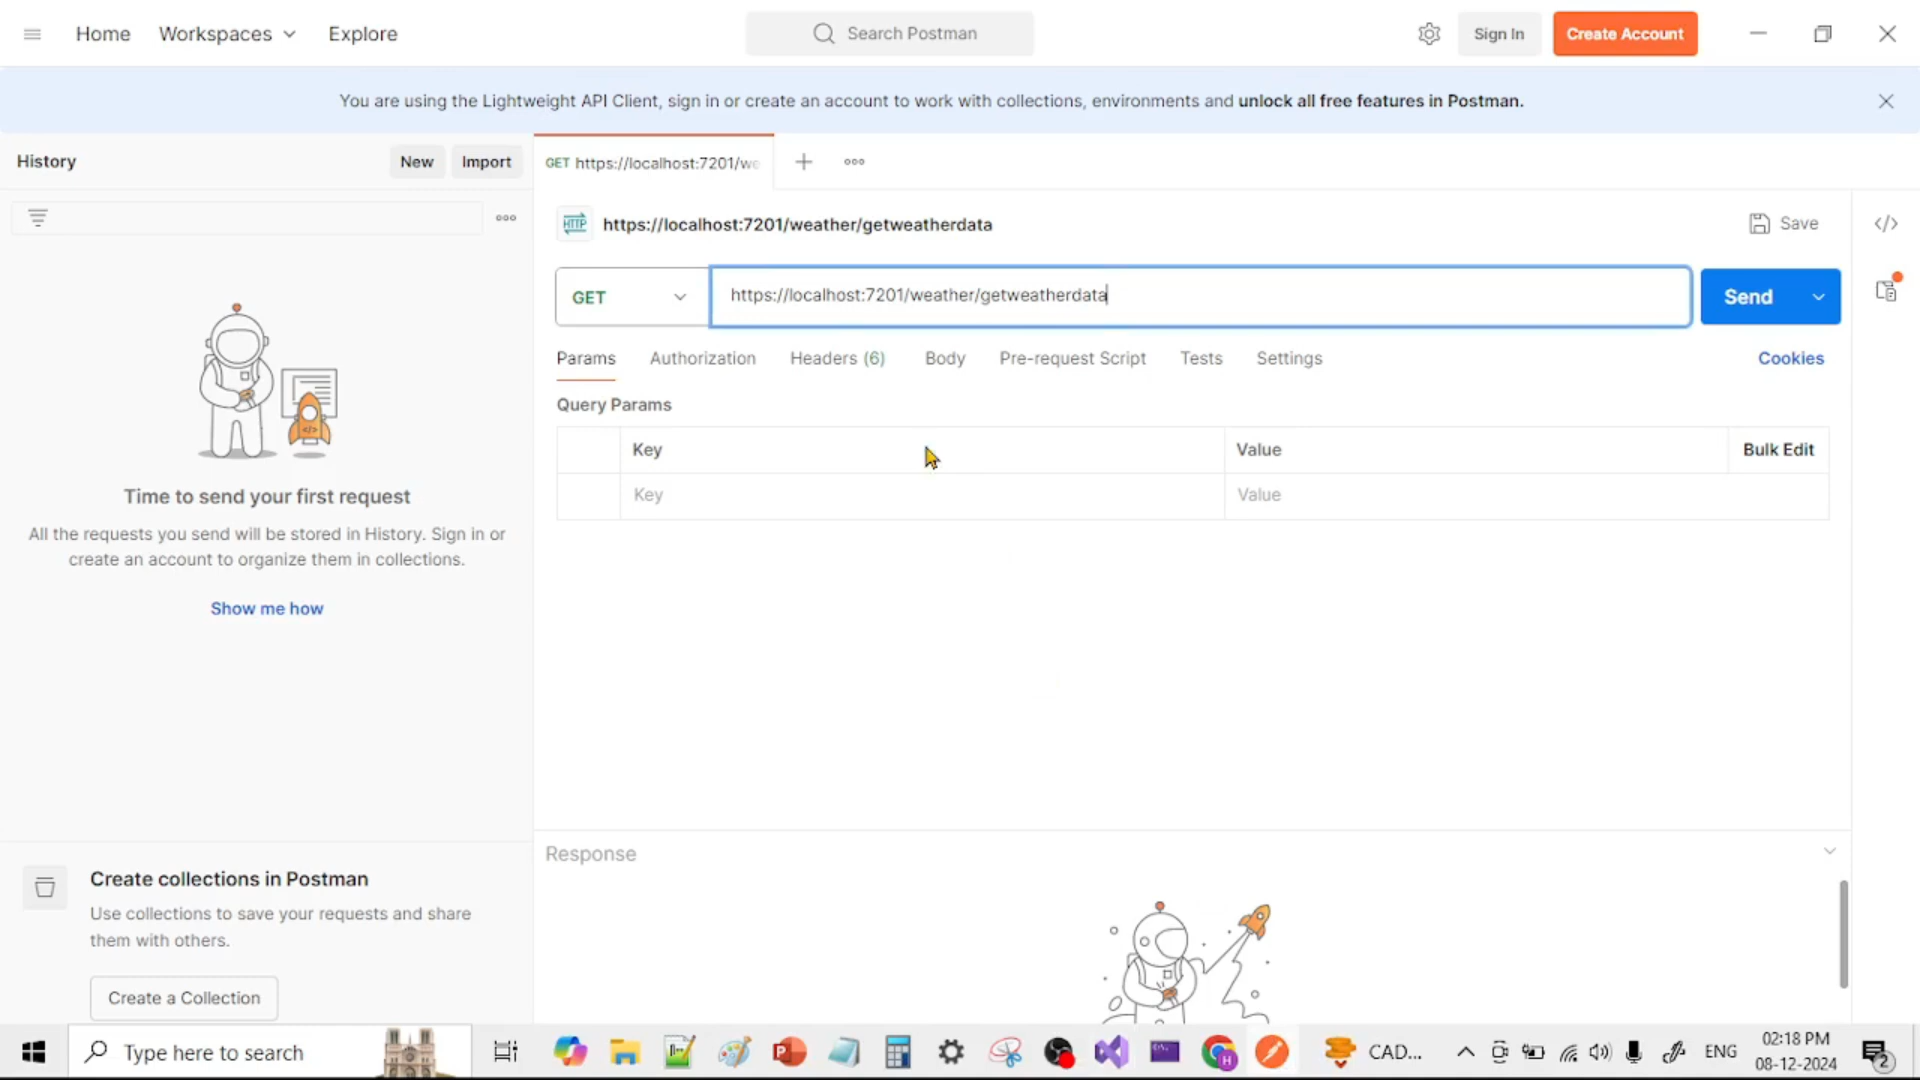 Home Workspaces Explore
Search Postman
Sign In Create Account
You are using the Lightweight API Client, sign in or create an account to work with collections, environments and unlock all free features in Postman.
History New Import
GET https://localhost:7201/we
HTTP https://localhost:7201/weather/getweatherdata
Save
GET https://localhost:7201/weather/getweatherdata
Send
Params Authorization Headers (6) Body Pre-request Script Tests Settings Cookies
Query Params
Key Value Bulk Edit
Key Value
Time to send your first request
All the requests you send will be stored in History. Sign in or
create an account to organize them in collections.
Show me how
Response
Create collections in Postman
Use collections to save your requests and share
them with others.
Create a Collection
Type here to search
CAD...
ENG
02:18 PM
08-12-2024
2